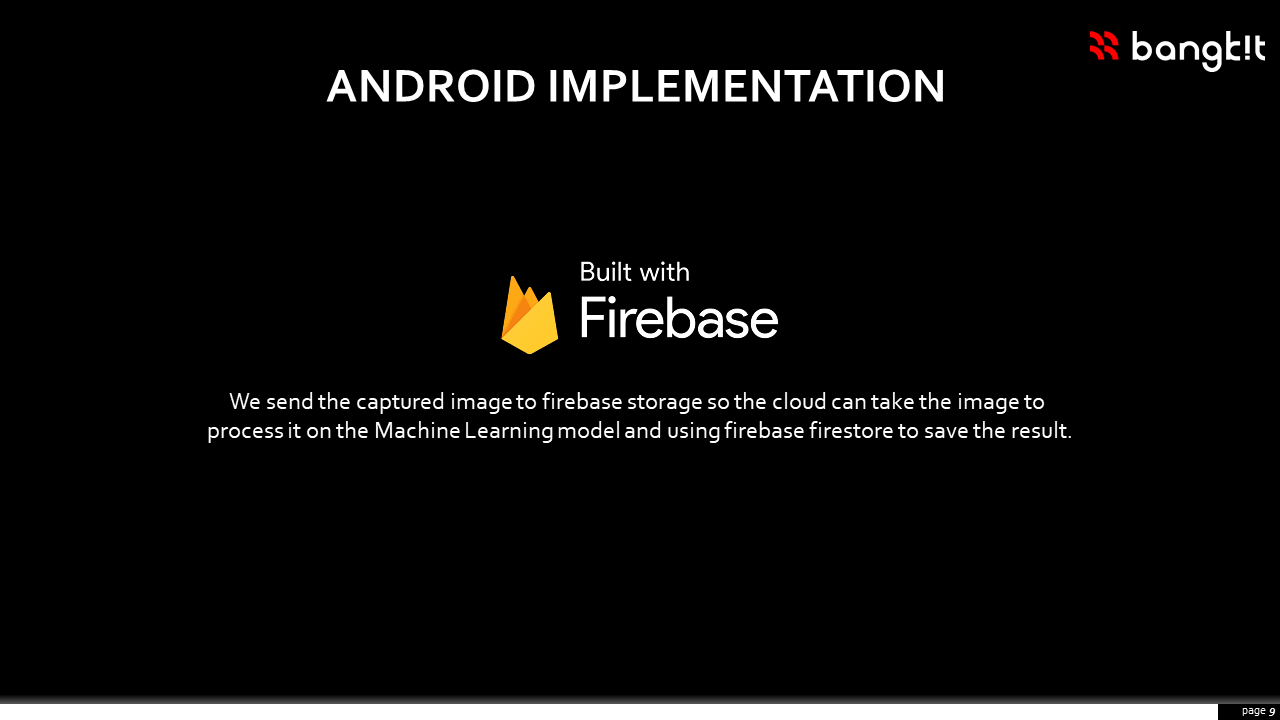 bangk!t
ANDROID IMPLEMENTATION
Built with
Firebase
We send the captured image to firebase storage so the cloud can take the image to
process it on the Machine Learning model and using firebase firestore to save the result.
page 9